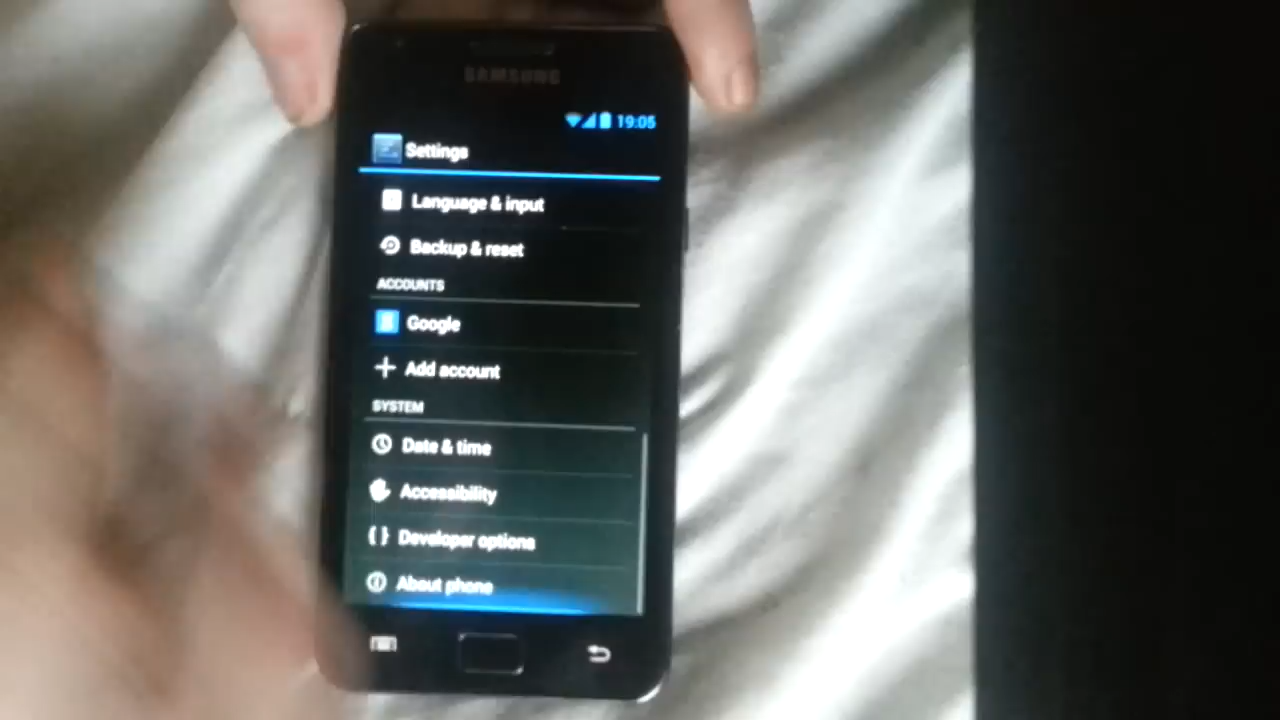 SAMSUNG
19:05
Settings
Language & input
Backup & reset
ACCOUNTS
Google
Add account
SYSTEM
Date & time
Accessibility
Developer options
About phone